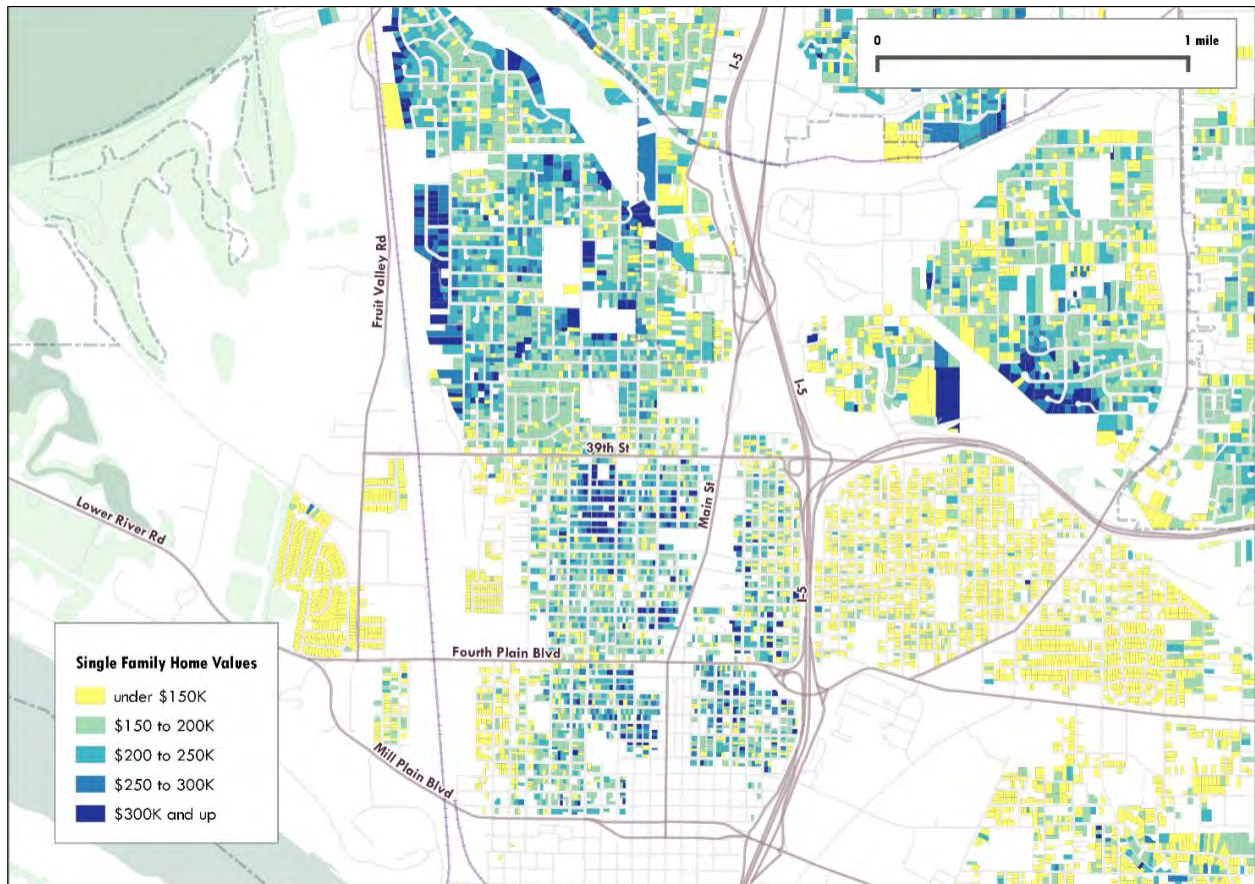 0
1 mile
I-5
Fruit Valley Rd
I-5
39th St
Main St
Lower River Rd
I-5
Fourth Plain Blvd
Mill Plain Blvd
Single Family Home Values
under $150K
$150 to 200K
$200 to 250K
$250 to 300K
$300K and up